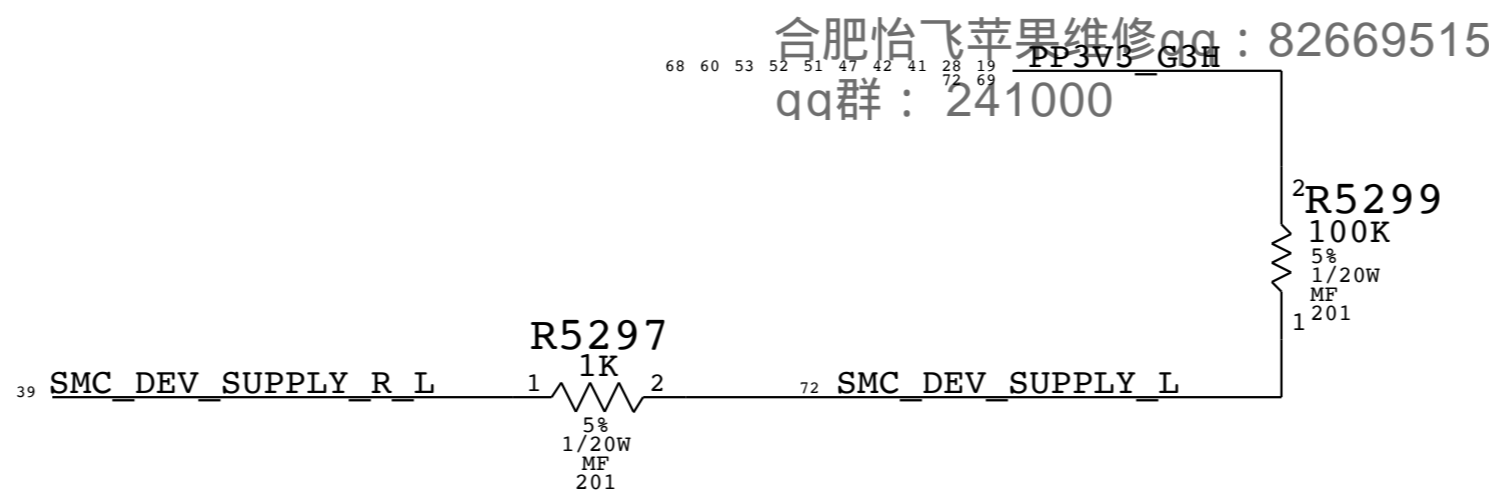 合肥怡飞苹果维修qq：82669515
68 60 53 52 51 47 42 41 28 19 PP3V3_G3H
72 69
qq群： 241000
2
R5299
100K
5%
1/20W
MF
201
1
R5297
1K
39 SMC_DEV_SUPPLY_R_L 1 2 72 SMC_DEV_SUPPLY_L
5%
1/20W
MF
201